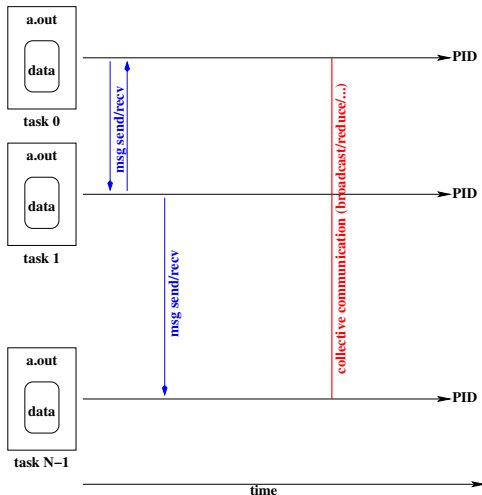 a.out
data
PID
task 0
msg send/recv
collective communication (broadcast/reduce/...)
a.out
data
PID
task 1
msg send/recv
a.out
data
PID
task N−1
time